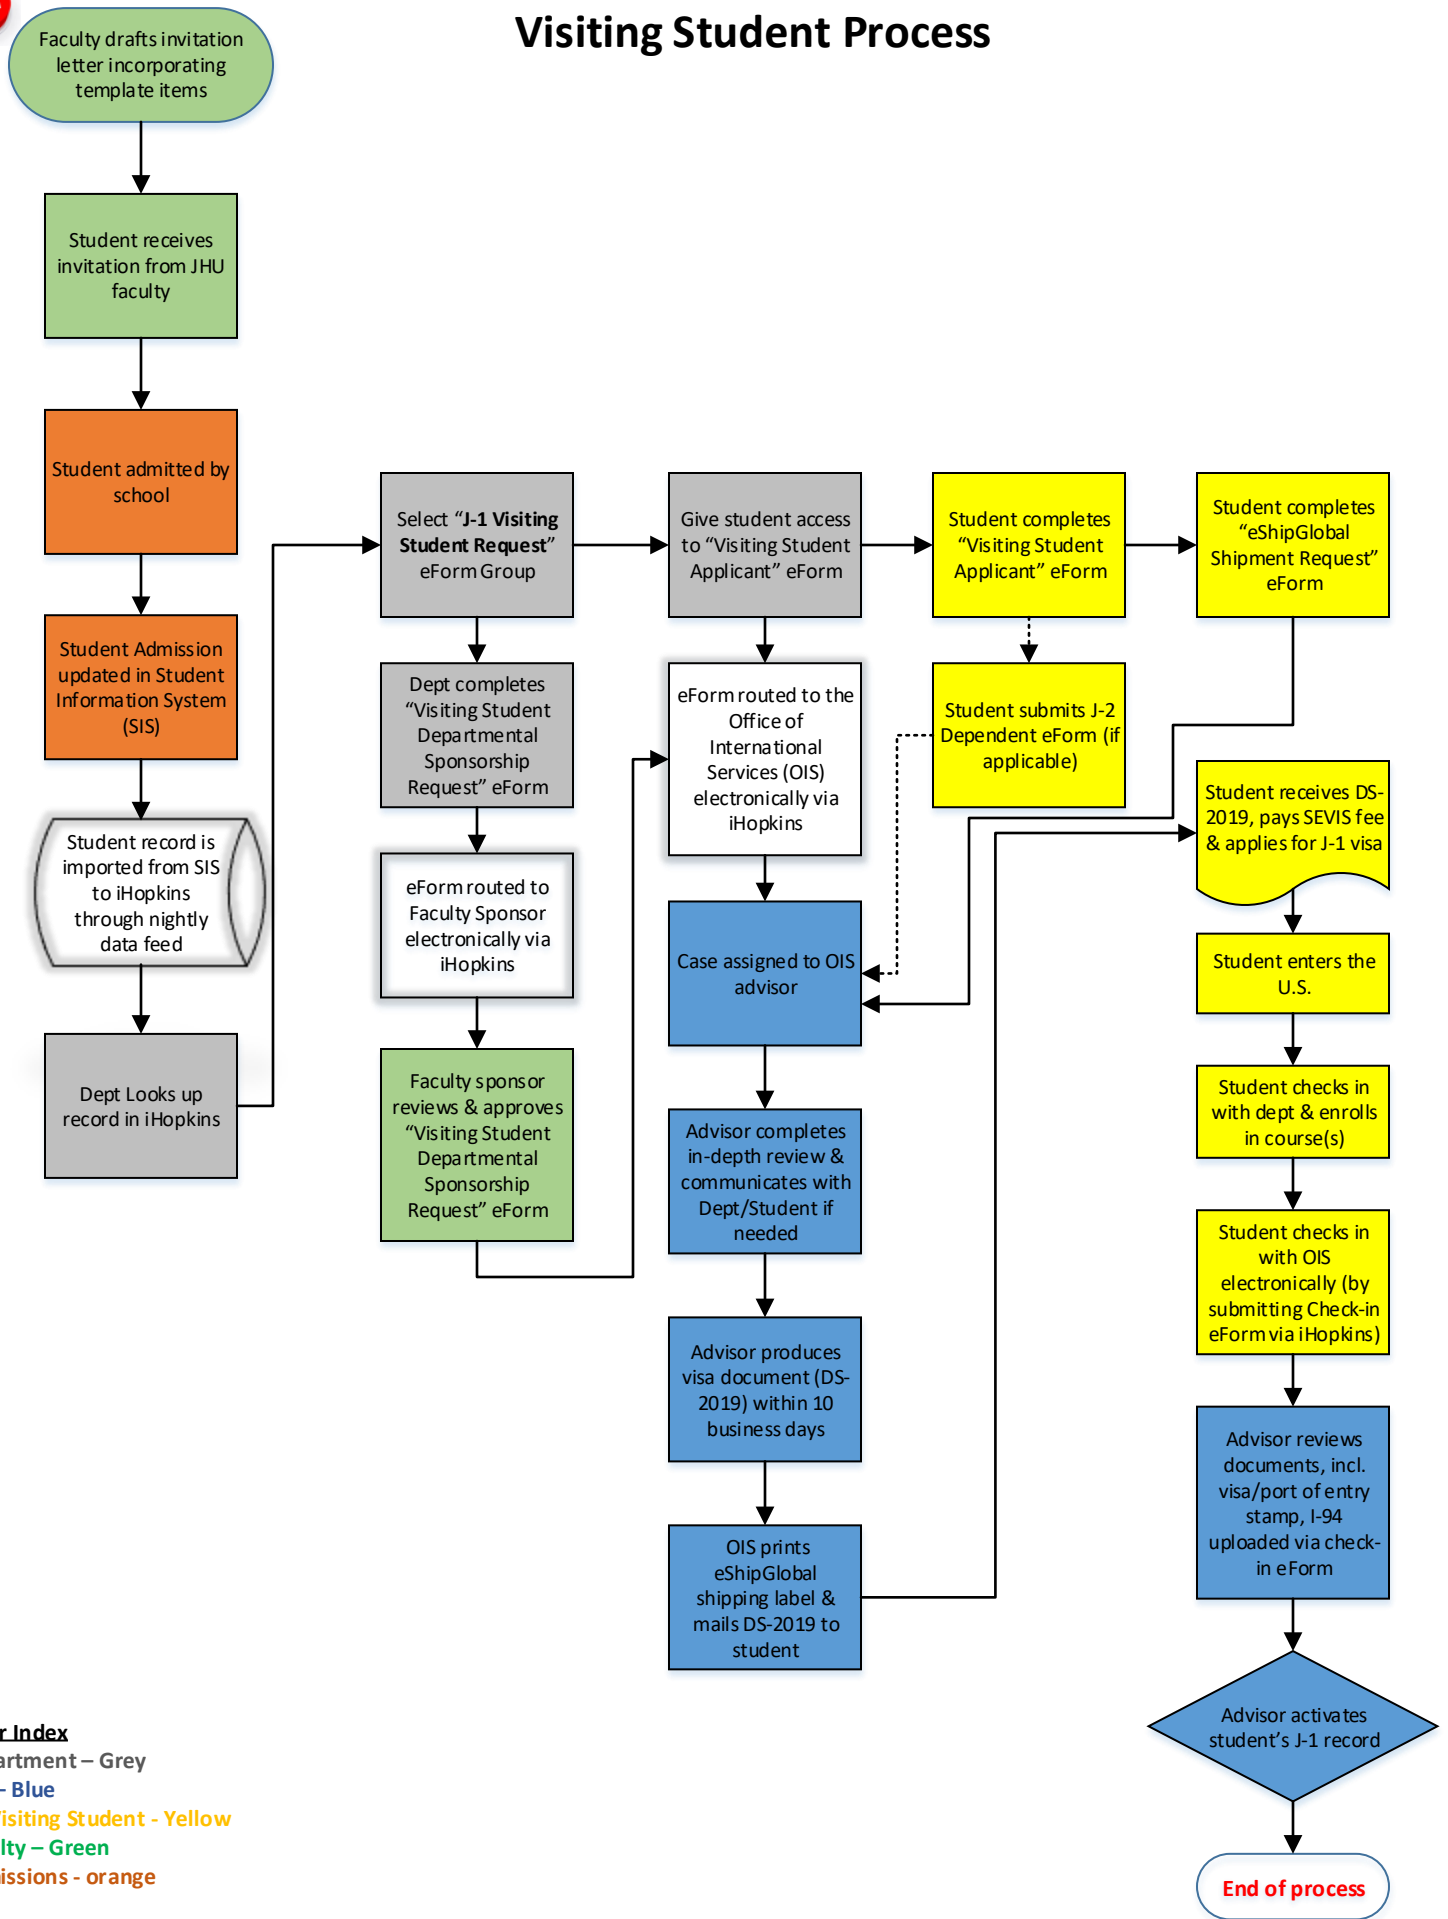 Visiting Student Process
Faculty drafts invitation
letter incorporating
template items
Student receives
invitation from JHU
faculty
Student admitted by
school
Student Admission
updated in Student
Information System
(SIS)
Student record is
imported from SIS
to iHopkins
through nightly
data feed
Dept Looks up
record in iHopkins
Select “J-1 Visiting
Student Request”
eForm Group
Dept completes
“Visiting Student
Departmental
Sponsorship
Request” eForm
eForm routed to
Faculty Sponsor
electronically via
iHopkins
Faculty sponsor
reviews & approves
“Visiting Student
Departmental
Sponsorship
Request” eForm
Give student access
to “Visiting Student
Applicant” eForm
eForm routed to the
Office of
International
Services (OIS)
electronically via
iHopkins
Case assigned to OIS
advisor
Advisor completes
in-depth review &
communicates with
Dept/Student if
needed
Advisor produces
visa document (DS-
2019) within 10
business days
OIS prints
eShipGlobal
shipping label &
mails DS-2019 to
student
Student completes
“Visiting Student
Applicant” eForm
Student submits J-2
Dependent eForm (if
applicable)
Student completes
“eShipGlobal
Shipment Request”
eForm
Student receives DS-
2019, pays SEVIS fee
& applies for J-1 visa
Student enters the
U.S.
Student checks in
with dept & enrolls
in course(s)
Student checks in
with OIS
electronically (by
submitting Check-in
eForm via iHopkins)
Advisor reviews
documents, incl.
visa/port of entry
stamp, I-94
uploaded via check-
in eForm
Advisor activates
student’s J-1 record
End of process
r Index
artment – Grey
– Blue
isiting Student - Yellow
lty – Green
issions - orange